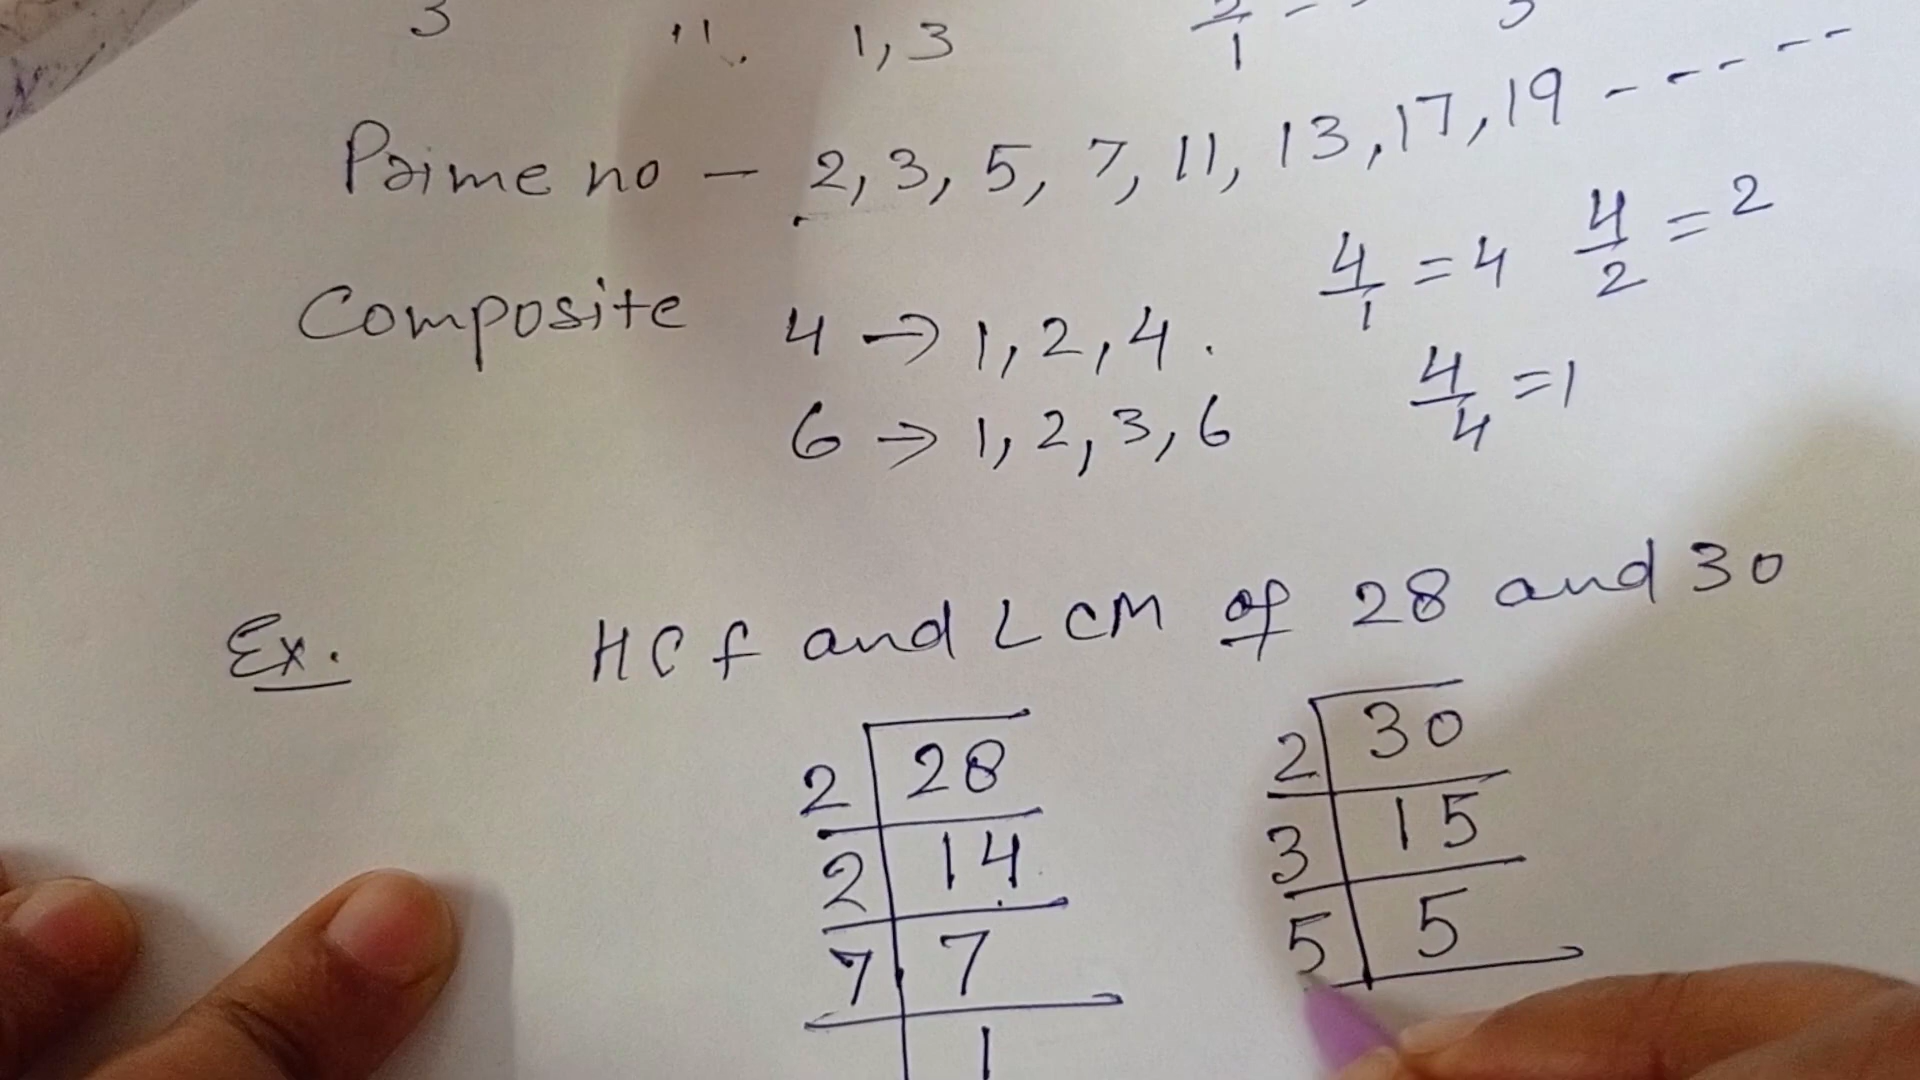 3 11. 1, 3
Prime no - 2, 3, 5, 7, 11, 13, 17, 19 -----
Composite 4 → 1, 2, 4. 4/1 = 4 4/2 = 2
6 → 1, 2, 3, 6 4/4 = 1
Ex. HCf and LCM of 28 and 30
2 28 2 30
2 14 3 15
7 7 5 5
1